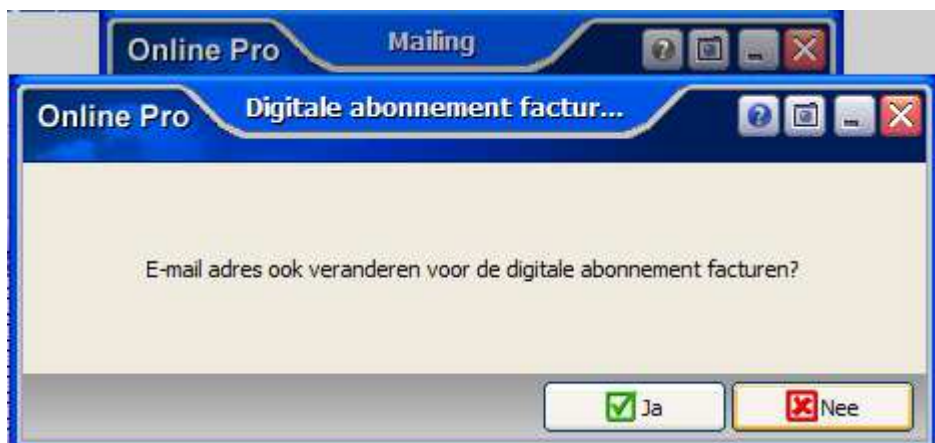 Online Pro Mailing
Online Pro Digitale abonnement factur...
E-mail adres ook veranderen voor de digitale abonnement facturen?
Ja Nee